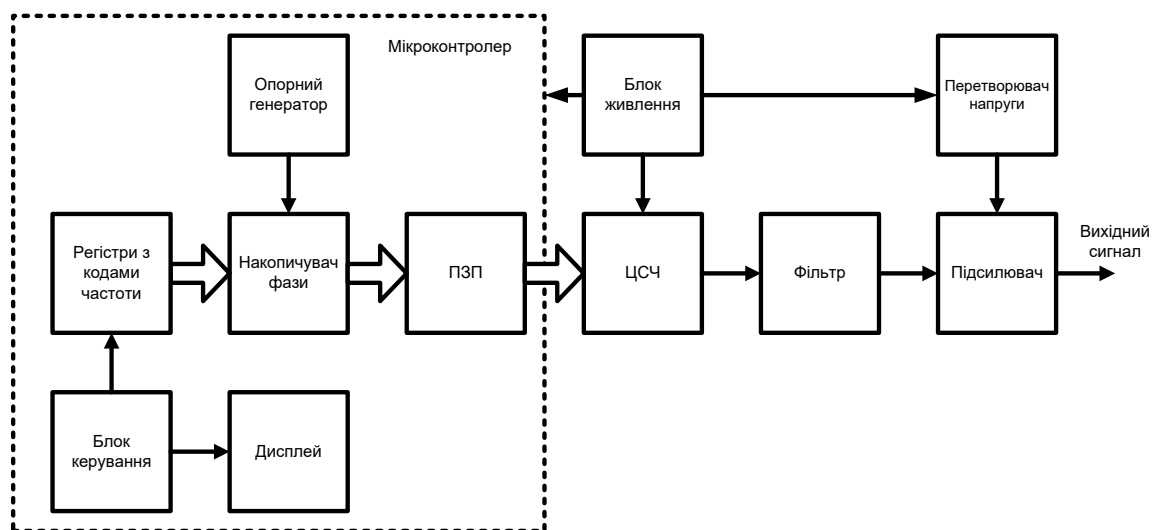 Мікроконтролер
Опорний
генератор
Блок
живлення
Перетворювач
напруги
Регістри з
кодами
частоти
Накопичувач
фази
ПЗП
ЦСЧ
Фільтр
Підсилювач
Вихідний
сигнал
Блок
керування
Дисплей